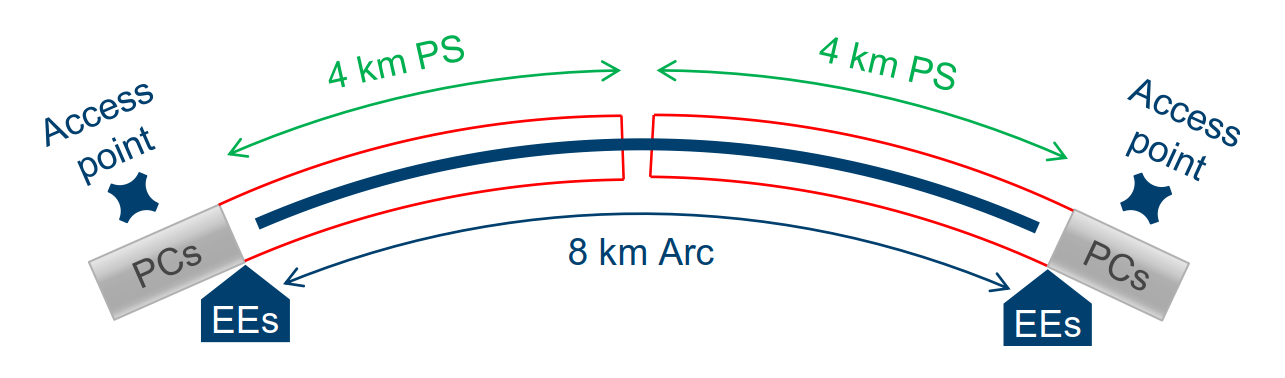 4 km PS
4 km PS
Access
point
Access
point
PCs
PCs
8 km Arc
EEs
EEs